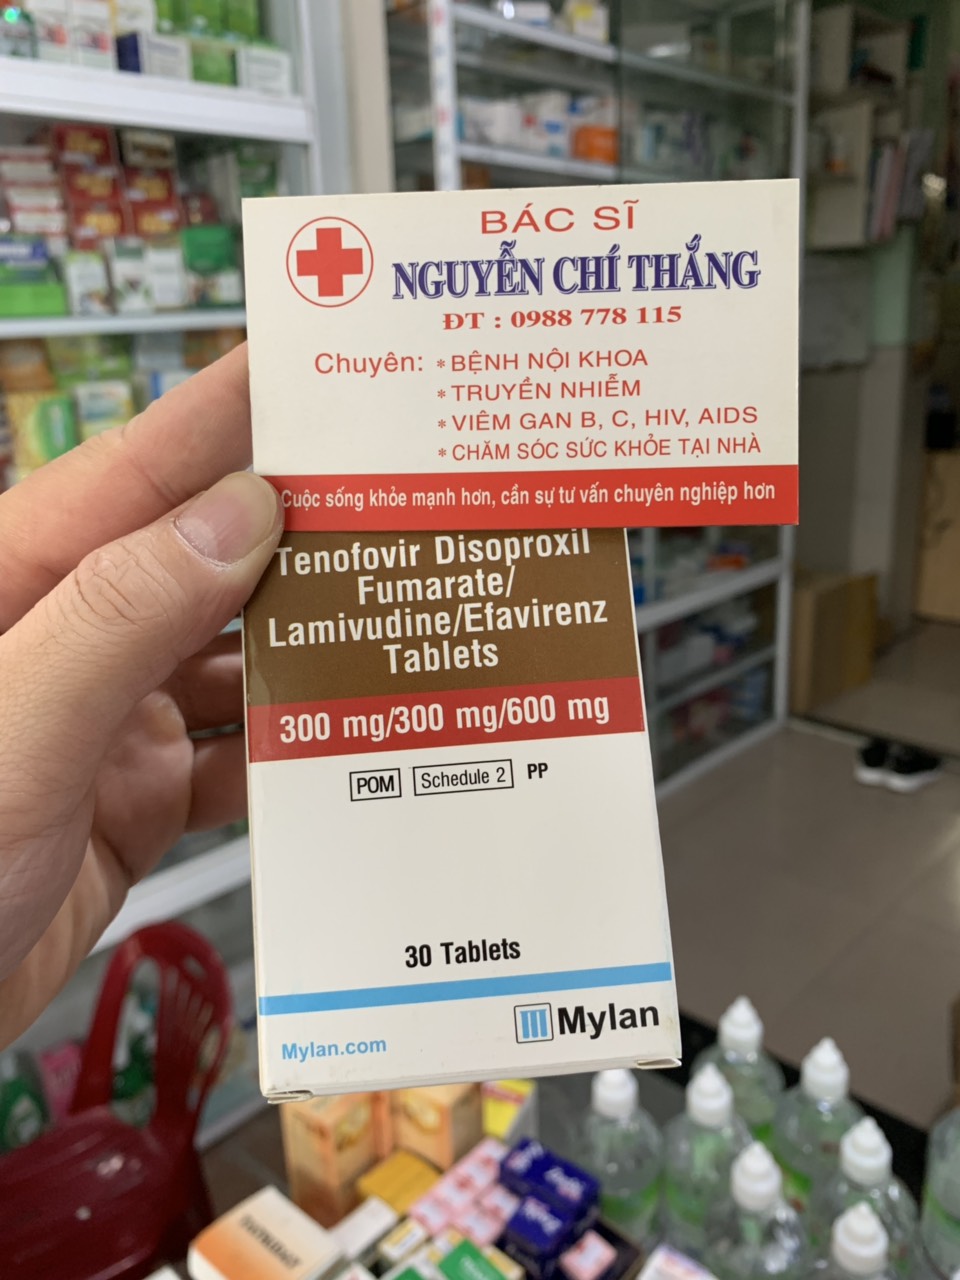 BÁC SĨ
NGUYỄN CHÍ THẮNG
ĐT : 0988 778 115
Chuyên: * BỆNH NỘI KHOA
* TRUYỀN NHIỄM
* VIÊM GAN B, C, HIV, AIDS
* CHĂM SÓC SỨC KHỎE TẠI NHÀ
Cuộc sống khỏe mạnh hơn, cần sự tư vấn chuyên nghiệp hơn
Tenofovir Disoproxil
Fumarate/
Lamivudine/Efavirenz
Tablets
300 mg/300 mg/600 mg
POM Schedule 2 PP
30 Tablets
Mylan
Mylan.com